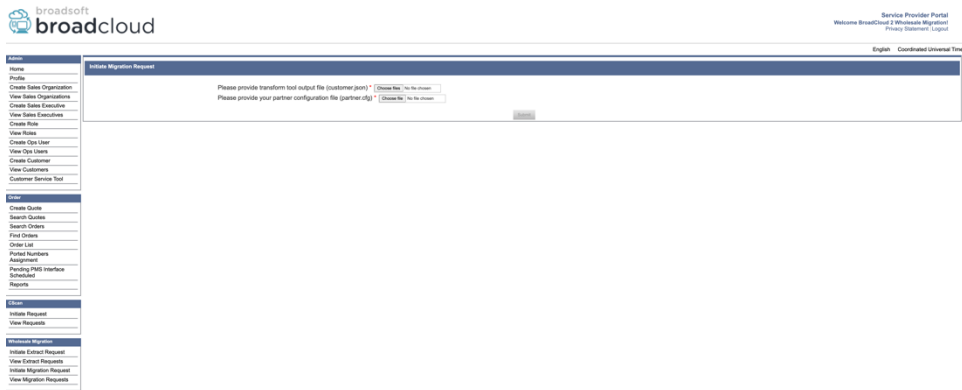 broadsoft
broadcloud
Service Provider Portal
Welcome BroadCloud 2 Wholesale Migration!
Privacy Statement | Logout
English Coordinated Universal Time
Admin
Home
Profile
Create Sales Organization
View Sales Organizations
Create Sales Executive
View Sales Executives
Create Role
View Roles
Create Ops User
View Ops Users
Create Customer
View Customers
Customer Service Tool
Order
Create Quote
Search Quotes
Search Orders
Find Orders
Order List
Ported Numbers
Assignment
Pending PMS Interface
Scheduled
Reports
CScan
Initiate Request
View Requests
Wholesale Migration
Initiate Extract Request
View Extract Requests
Initiate Migration Request
View Migration Requests
Initiate Migration Request
Please provide transform tool output file (customer.json) * Choose files No file chosen
Please provide your partner configuration file (partner.cfg) * Choose file No file chosen
Submit